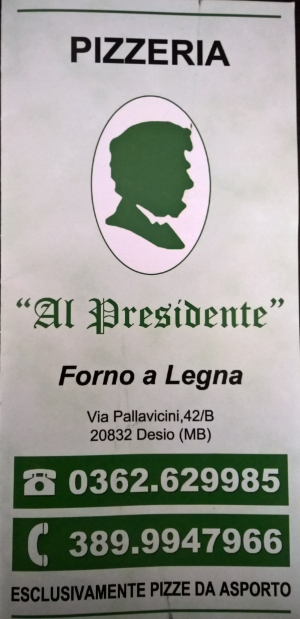 PIZZERIA
“Al Presidente”
Forno a Legna
Via Pallavicini,42/B
20832 Desio (MB)
0362.629985
389.9947966
ESCLUSIVAMENTE PIZZE DA ASPORTO